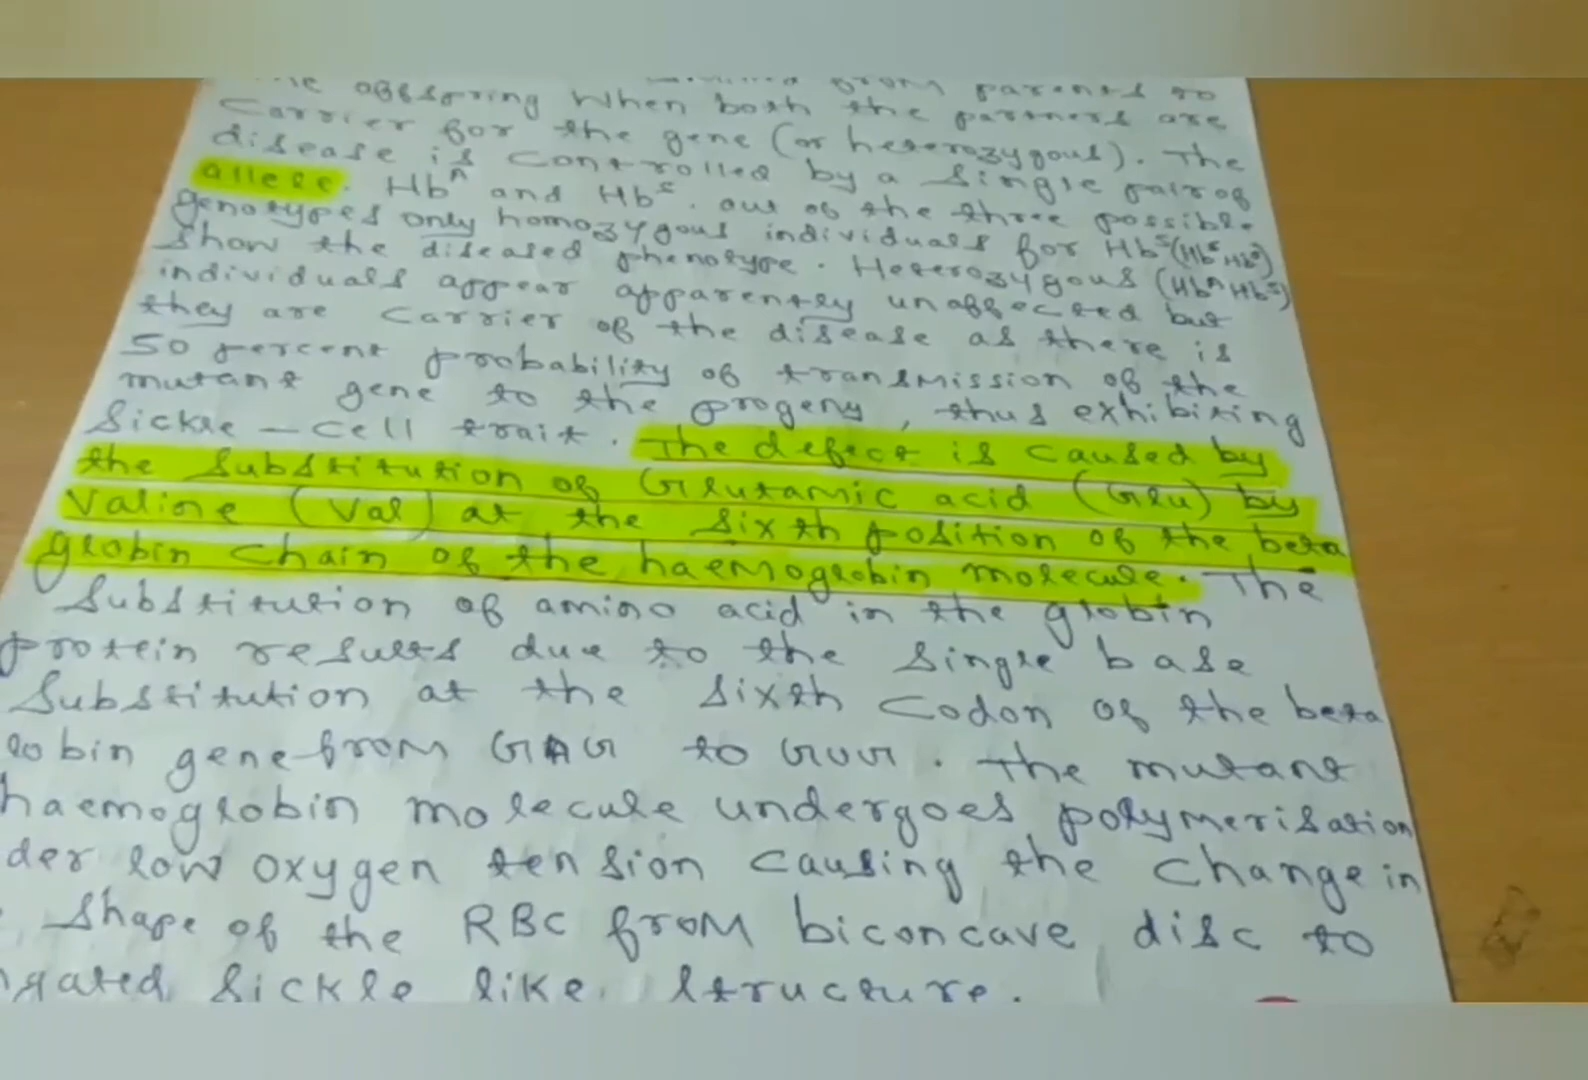 offspring when both the partners are
carrier for the gene (or heterozygous). The
disease is controlled by a single pair of
allele. Hb^A and Hb^S. out of the three possible
genotypes only homozygous individuals for Hb^S (Hb^S Hb^S)
show the diseased phenotype. Heterozygous (Hb^A Hb^S)
individuals appear apparently unaffected but
they are carrier of the disease as there is
50 percent probability of transmission of the
mutant gene to the progeny, thus exhibiting
Sickle - cell trait. The defect is caused by
the substitution of Glutamic acid (Glu) by
Valine (Val) at the sixth position of the beta
globin chain of the haemoglobin molecule. The
Substitution of amino acid in the globin
protein results due to the single base
Substitution at the sixth codon of the beta
lobin gene from GAG to GUG. The mutant
haemoglobin molecule undergoes polymerisation
der low oxygen tension causing the change in
shape of the RBC from biconcave disc to
ngated sickle like structure.